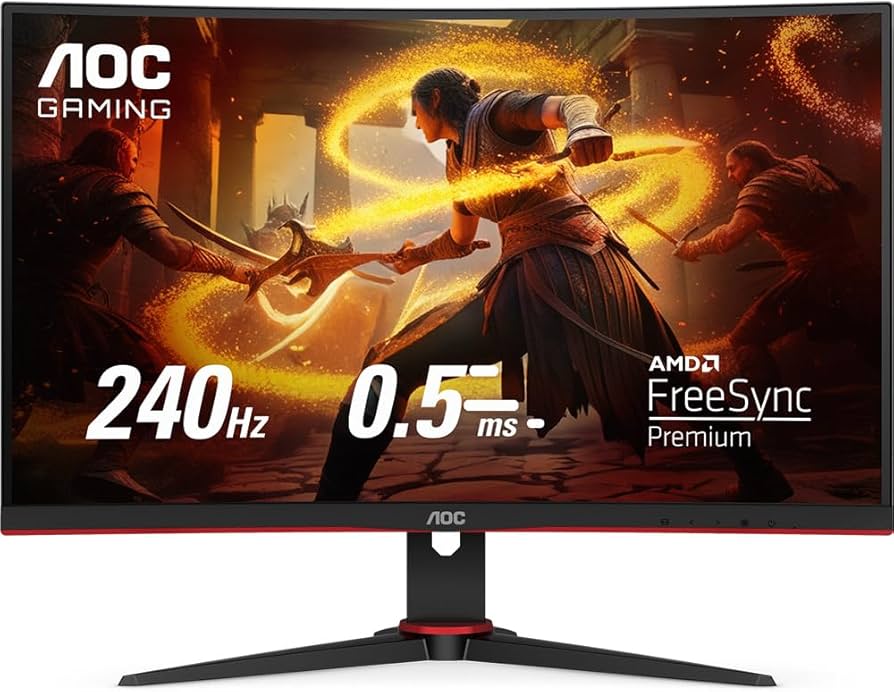 AOC
GAMING
240Hz
0.5ms
AMD
FreeSync
Premium
AOC